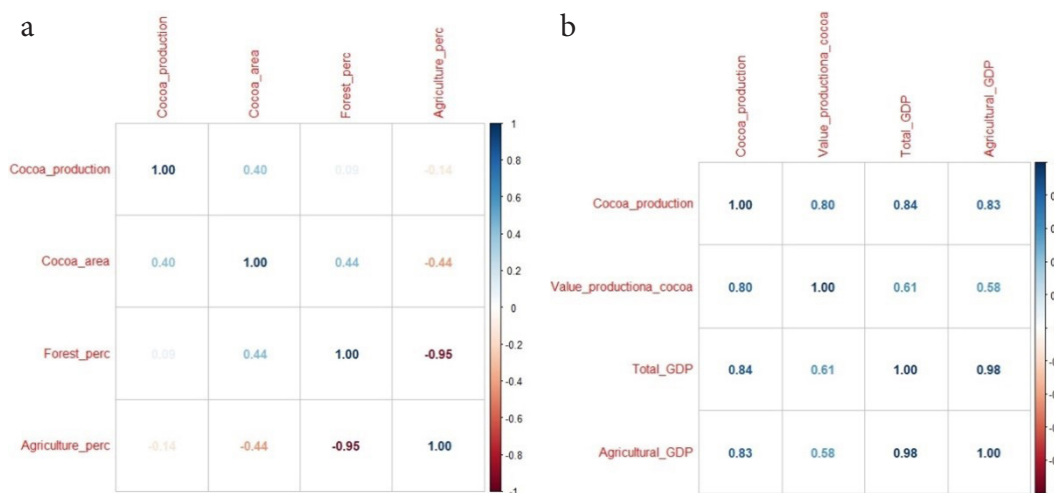 a
Cocoa_production
Cocoa_area
Forest_perc
Agriculture_perc
Cocoa_production 1.00 0.40 0.09 -0.14
Cocoa_area 0.40 1.00 0.44 -0.44
Forest_perc 0.09 0.44 1.00 -0.95
Agriculture_perc -0.14 -0.44 -0.95 1.00
1
0.8
0.6
0.4
0.2
0
-0.2
-0.4
-0.6
-0.8
-1
b
Cocoa_production
Value_productiona_cocoa
Total_GDP
Agricultural_GDP
Cocoa_production 1.00 0.80 0.84 0.83
Value_productiona_cocoa 0.80 1.00 0.61 0.58
Total_GDP 0.84 0.61 1.00 0.98
Agricultural_GDP 0.83 0.58 0.98 1.00